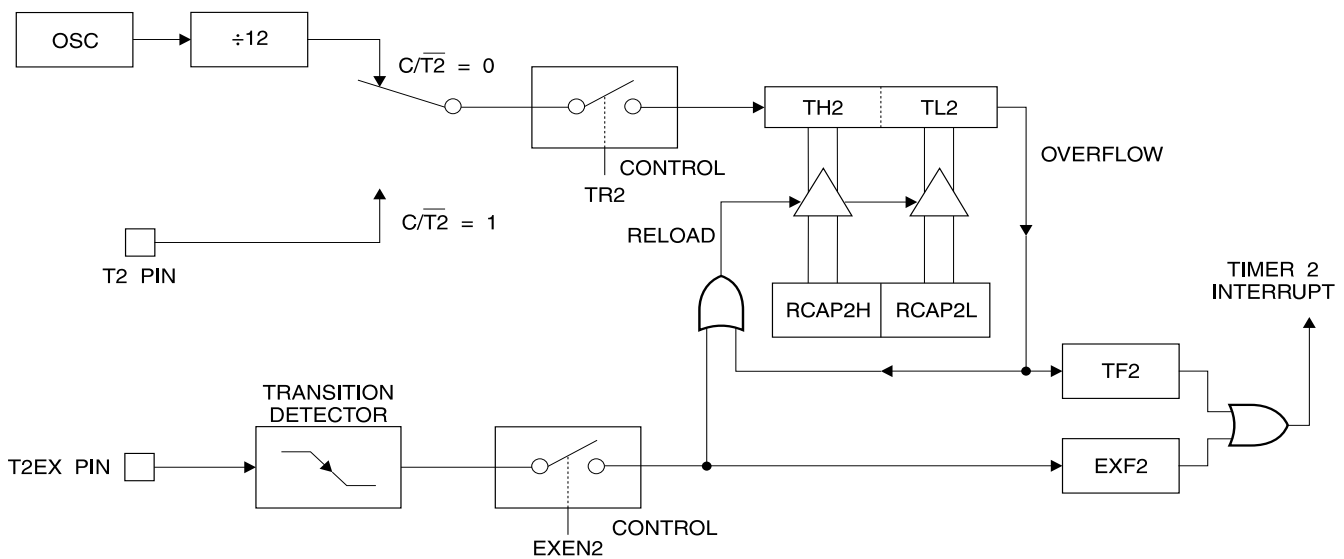 OSC
÷12
C/T2̅ = 0
TH2
TL2
OVERFLOW
CONTROL
TR2
C/T2̅ = 1
T2 PIN
RELOAD
RCAP2H
RCAP2L
TIMER 2
INTERRUPT
TF2
TRANSITION
DETECTOR
T2EX PIN
EXF2
CONTROL
EXEN2